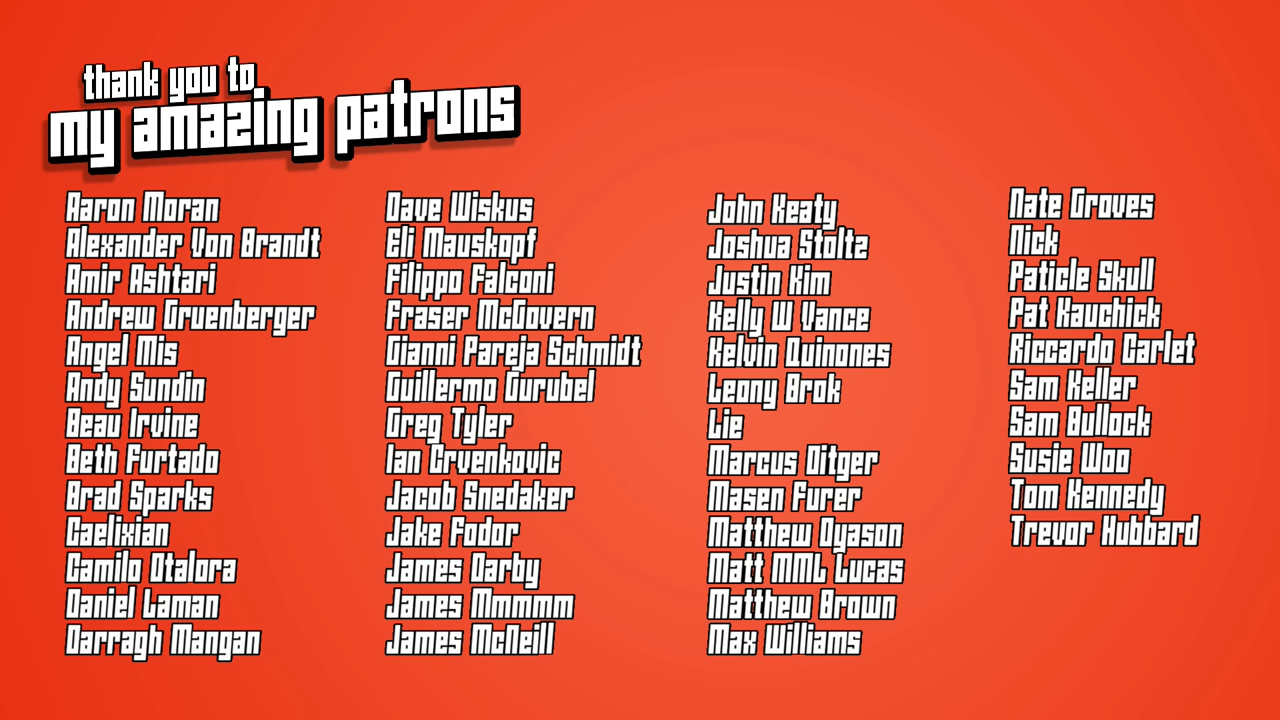 thank you to
my amazing patrons
Aaron Moran
Alexander Von Brandt
Amir Ashtari
Andrew Gruenberger
Angel Mis
Andy Sundin
Beau Irvine
Beth Furtado
Brad Sparks
Caelixian
Camilo Otalora
Daniel Laman
Darragh Mangan
Dave Wiskus
Eli Mauskopf
Filippo Falconi
Fraser McGovern
Gianni Pareja Schmidt
Guillermo Gurubel
Greg Tyler
Ian Crvenkovic
Jacob Snedaker
Jake Fodor
James Darby
James Mmmmm
James McNeill
John Keaty
Joshua Stoltz
Justin Kim
Kelly W Vance
Kelvin Quinones
Leony Brok
Lie
Marcus Ditger
Masen Furer
Matthew Dyason
Matt MML Lucas
Matthew Brown
Max Williams
Nate Groves
Nick
Paticle Skull
Pat Kauchick
Riccardo Carlet
Sam Keller
Sam Bullock
Susie Woo
Tom Kennedy
Trevor Hubbard